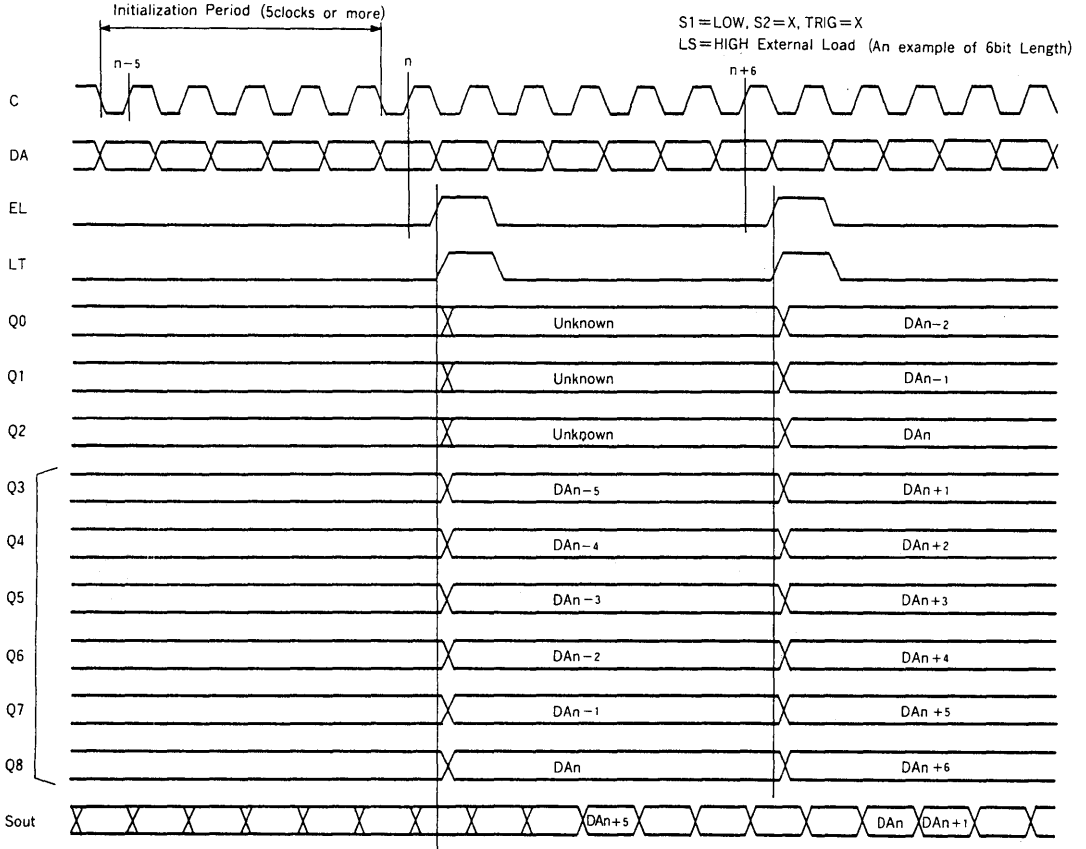 Initialization Period (5clocks or more)
S1=LOW, S2=X, TRIG=X
LS=HIGH External Load (An example of 6bit Length)
n-5
n
n+6
C
DA
EL
LT
Q0 Unknown DAn-2
Q1 Unknown DAn-1
Q2 Unknown DAn
Q3 DAn-5 DAn+1
Q4 DAn-4 DAn+2
Q5 DAn-3 DAn+3
Q6 DAn-2 DAn+4
Q7 DAn-1 DAn+5
Q8 DAn DAn+6
Sout DAn+5 DAn DAn+1